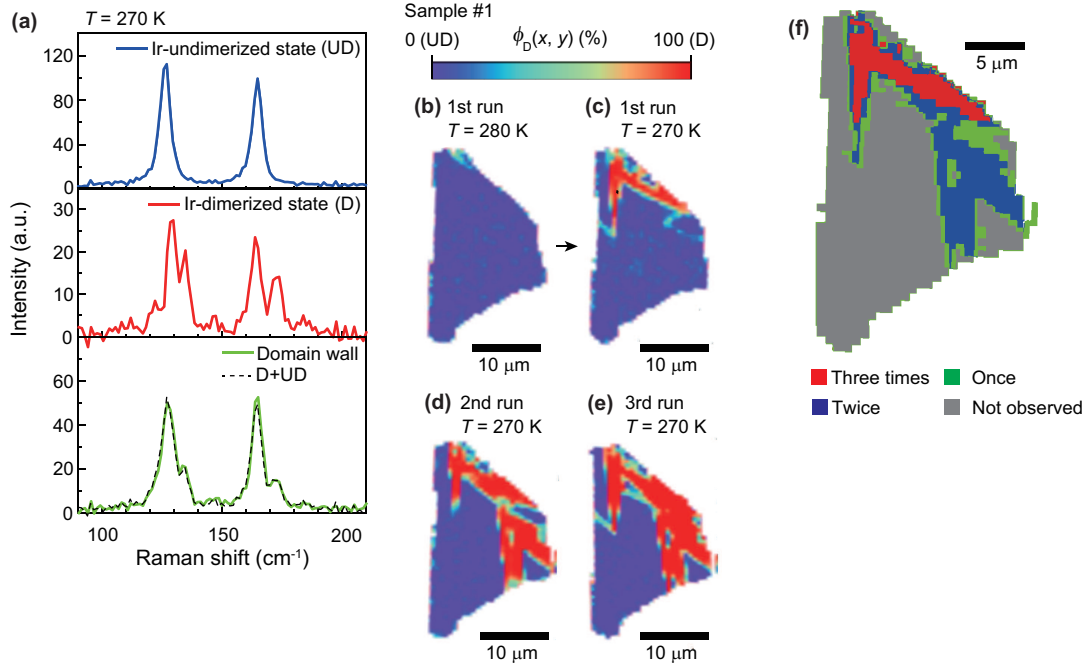 (a)
T = 270 K
Ir-undimerized state (UD)
120
80
40
0
Ir-dimerized state (D)
30
20
10
0
Intensity (a.u.)
Domain wall
D+UD
60
40
20
0
100
150
200
Raman shift (cm⁻¹)
Sample #1
0 (UD)
ϕD(x, y) (%)
100 (D)
(b)
1st run
T = 280 K
10 μm
(c)
1st run
T = 270 K
10 μm
(d)
2nd run
T = 270 K
10 μm
(e)
3rd run
T = 270 K
10 μm
(f)
5 μm
Three times
Once
Twice
Not observed